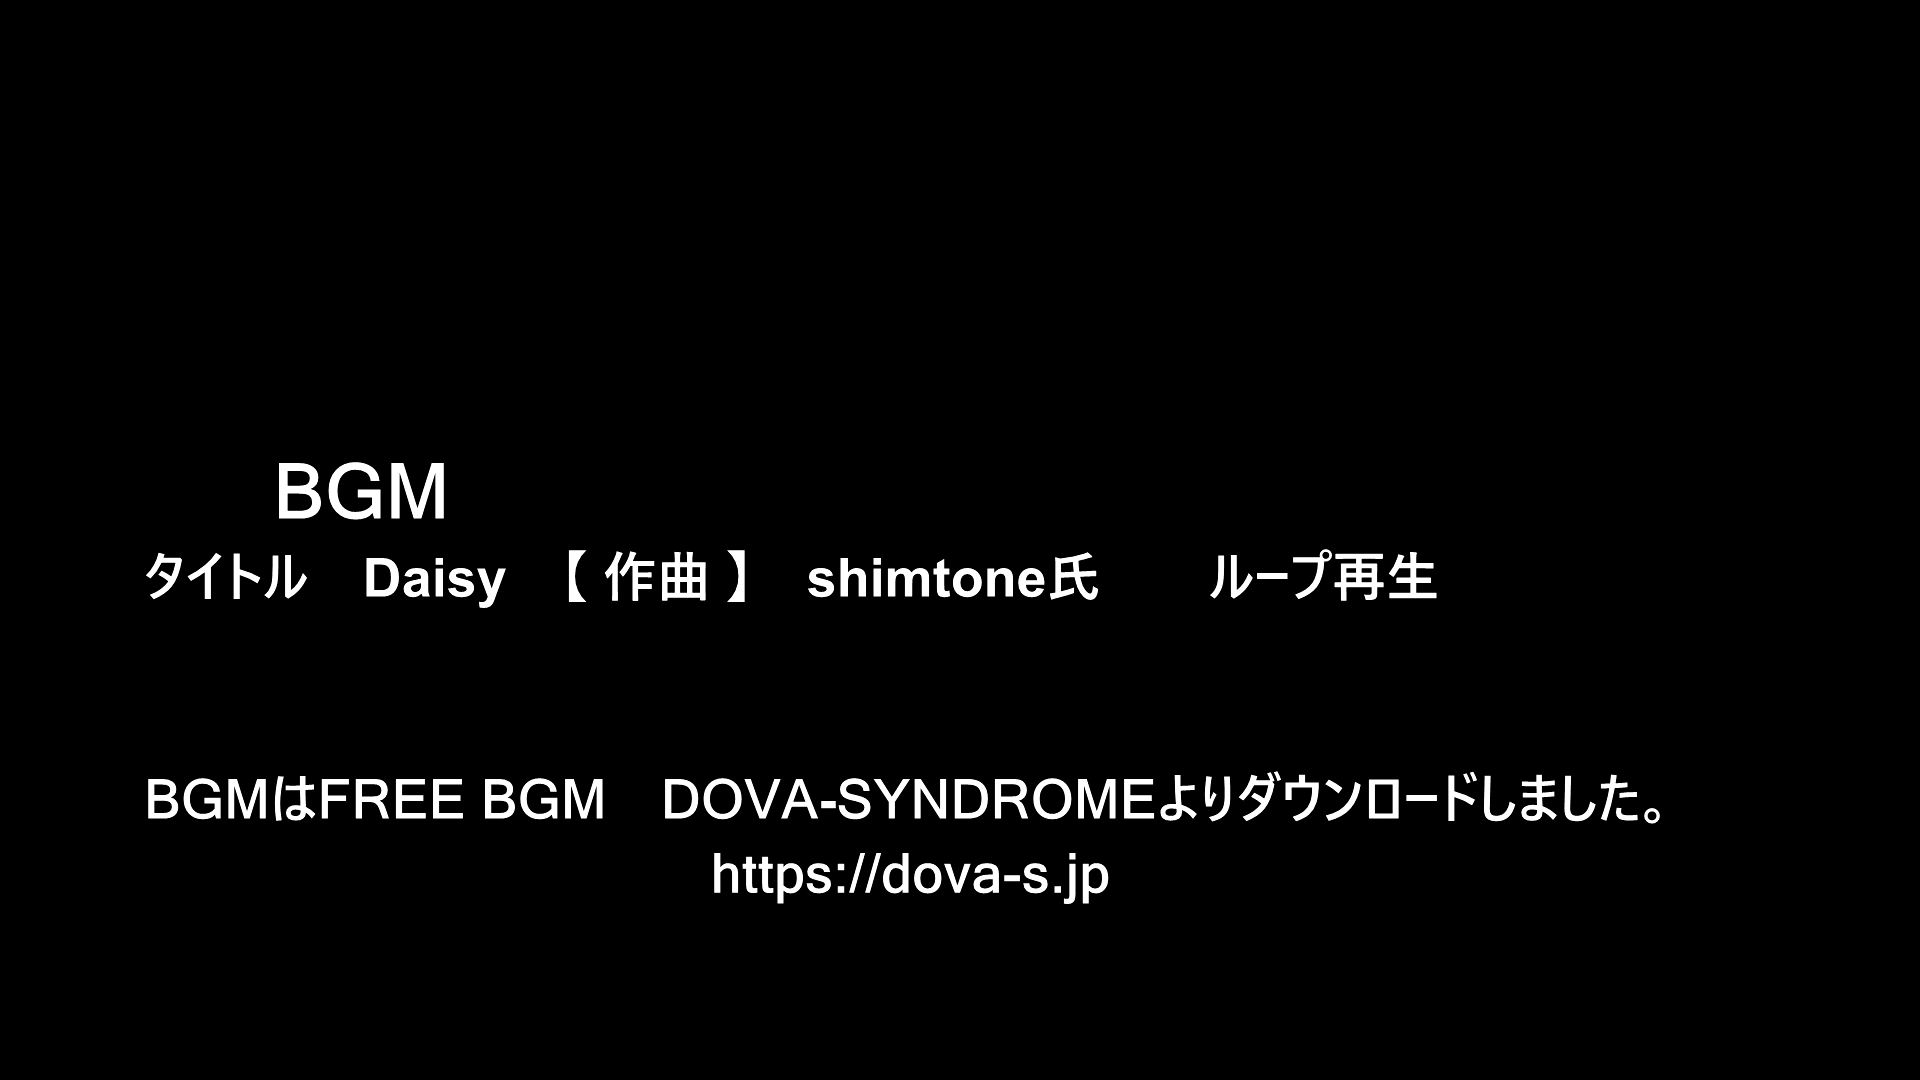 BGM
タイトル　Daisy　【 作曲 】　shimtone氏　　ループ再生
BGMはFREE BGM　DOVA-SYNDROMEよりダウンロードしました。
https://dova-s.jp